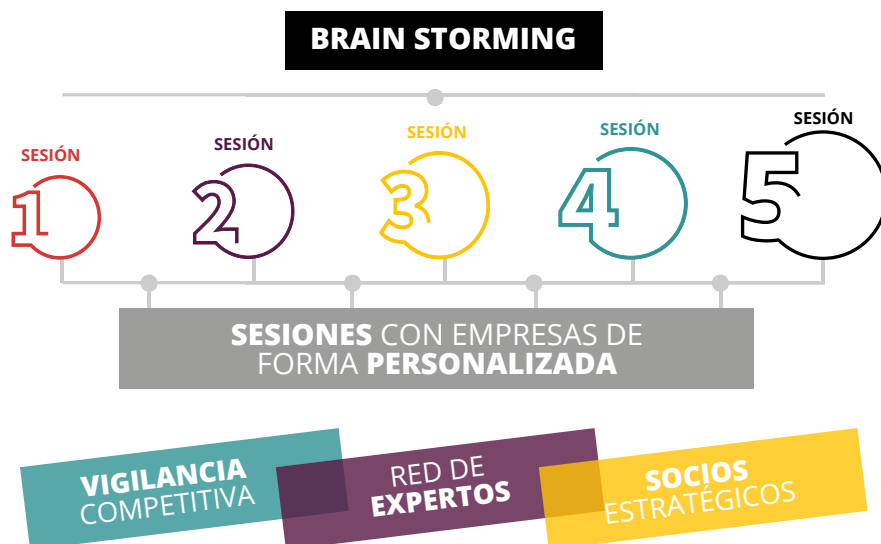 BRAIN STORMING
SESIÓN
1
SESIÓN
2
SESIÓN
3
SESIÓN
4
SESIÓN
5
SESIONES CON EMPRESAS DE
FORMA PERSONALIZADA
VIGILANCIA
COMPETITIVA
RED DE
EXPERTOS
SOCIOS
ESTRATÉGICOS